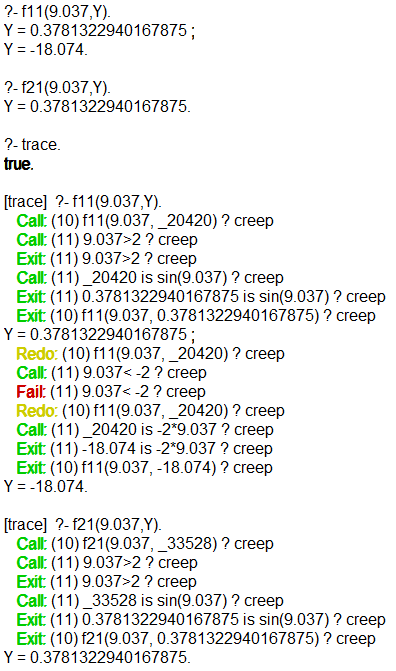 ?- f11(9.037,Y).
Y = 0.3781322940167875 ;
Y = -18.074.
?- f21(9.037,Y).
Y = 0.3781322940167875.
?- trace.
true.
[trace]  ?- f11(9.037,Y).
Call: (10) f11(9.037, _20420) ? creep
Call: (11) 9.037>2 ? creep
Exit: (11) 9.037>2 ? creep
Call: (11) _20420 is sin(9.037) ? creep
Exit: (11) 0.3781322940167875 is sin(9.037) ? creep
Exit: (10) f11(9.037, 0.3781322940167875) ? creep
Y = 0.3781322940167875 ;
Redo: (10) f11(9.037, _20420) ? creep
Call: (11) 9.037< -2 ? creep
Fail: (11) 9.037< -2 ? creep
Redo: (10) f11(9.037, _20420) ? creep
Call: (11) _20420 is -2*9.037 ? creep
Exit: (11) -18.074 is -2*9.037 ? creep
Exit: (10) f11(9.037, -18.074) ? creep
Y = -18.074.
[trace]  ?- f21(9.037,Y).
Call: (10) f21(9.037, _33528) ? creep
Call: (11) 9.037>2 ? creep
Exit: (11) 9.037>2 ? creep
Call: (11) _33528 is sin(9.037) ? creep
Exit: (11) 0.3781322940167875 is sin(9.037) ? creep
Exit: (10) f21(9.037, 0.3781322940167875) ? creep
Y = 0.3781322940167875.